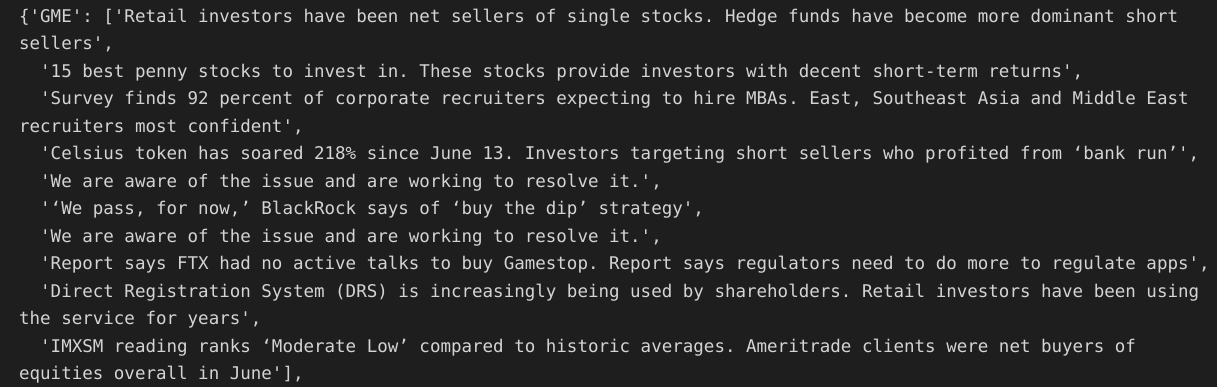 {'GME': ['Retail investors have been net sellers of single stocks. Hedge funds have become more dominant short
sellers',
'15 best penny stocks to invest in. These stocks provide investors with decent short-term returns',
'Survey finds 92 percent of corporate recruiters expecting to hire MBAs. East, Southeast Asia and Middle East
recruiters most confident',
'Celsius token has soared 218% since June 13. Investors targeting short sellers who profited from ‘bank run’',
'We are aware of the issue and are working to resolve it.',
'‘We pass, for now,’ BlackRock says of ‘buy the dip’ strategy',
'We are aware of the issue and are working to resolve it.',
'Report says FTX had no active talks to buy Gamestop. Report says regulators need to do more to regulate apps',
'Direct Registration System (DRS) is increasingly being used by shareholders. Retail investors have been using
the service for years',
'IMXSM reading ranks ‘Moderate Low’ compared to historic averages. Ameritrade clients were net buyers of
equities overall in June'],